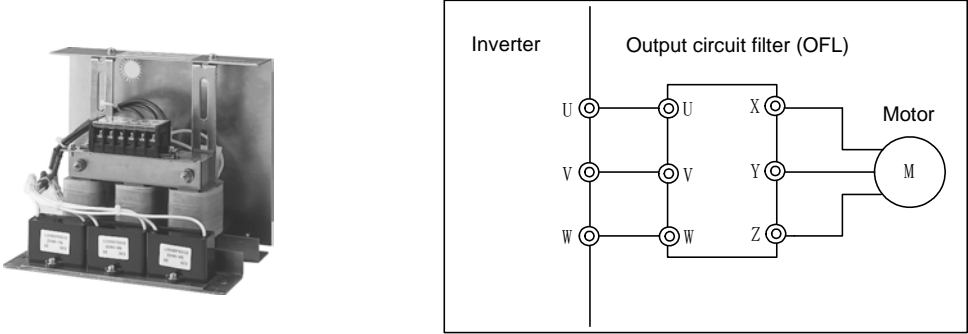 Inverter
Output circuit filter (OFL)
Motor
U
U
X
V
V
Y
M
W
W
Z